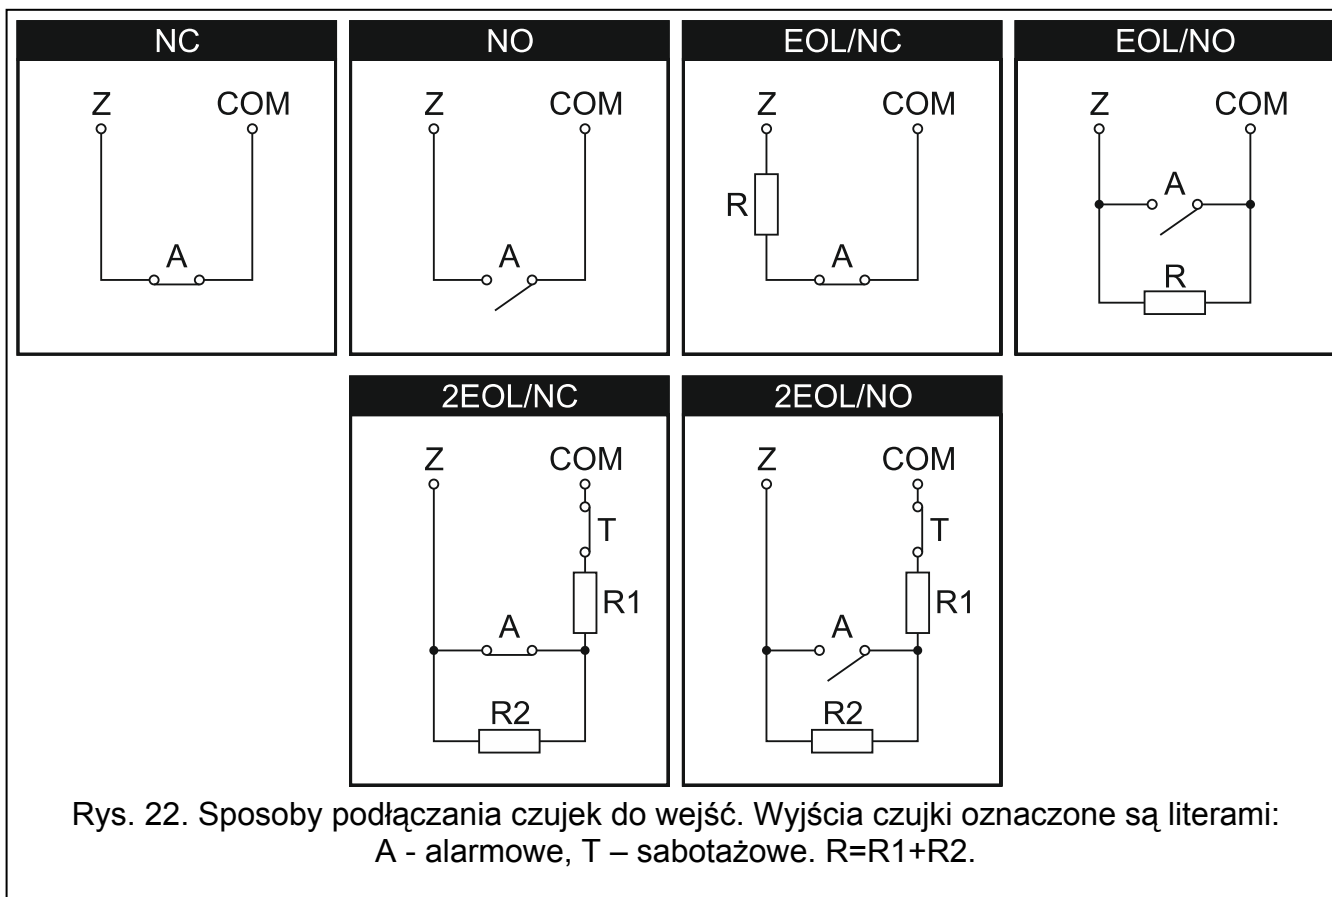 NC
Z COM
A
NO
Z COM
A
EOL/NC
Z COM
R
A
EOL/NO
Z COM
A
R
2EOL/NC
Z COM
T
R1
A
R2
2EOL/NO
Z COM
T
R1
A
R2
Rys. 22. Sposoby podłączania czujek do wejść. Wyjścia czujki oznaczone są literami:
A - alarmowe, T – sabotażowe. R=R1+R2.